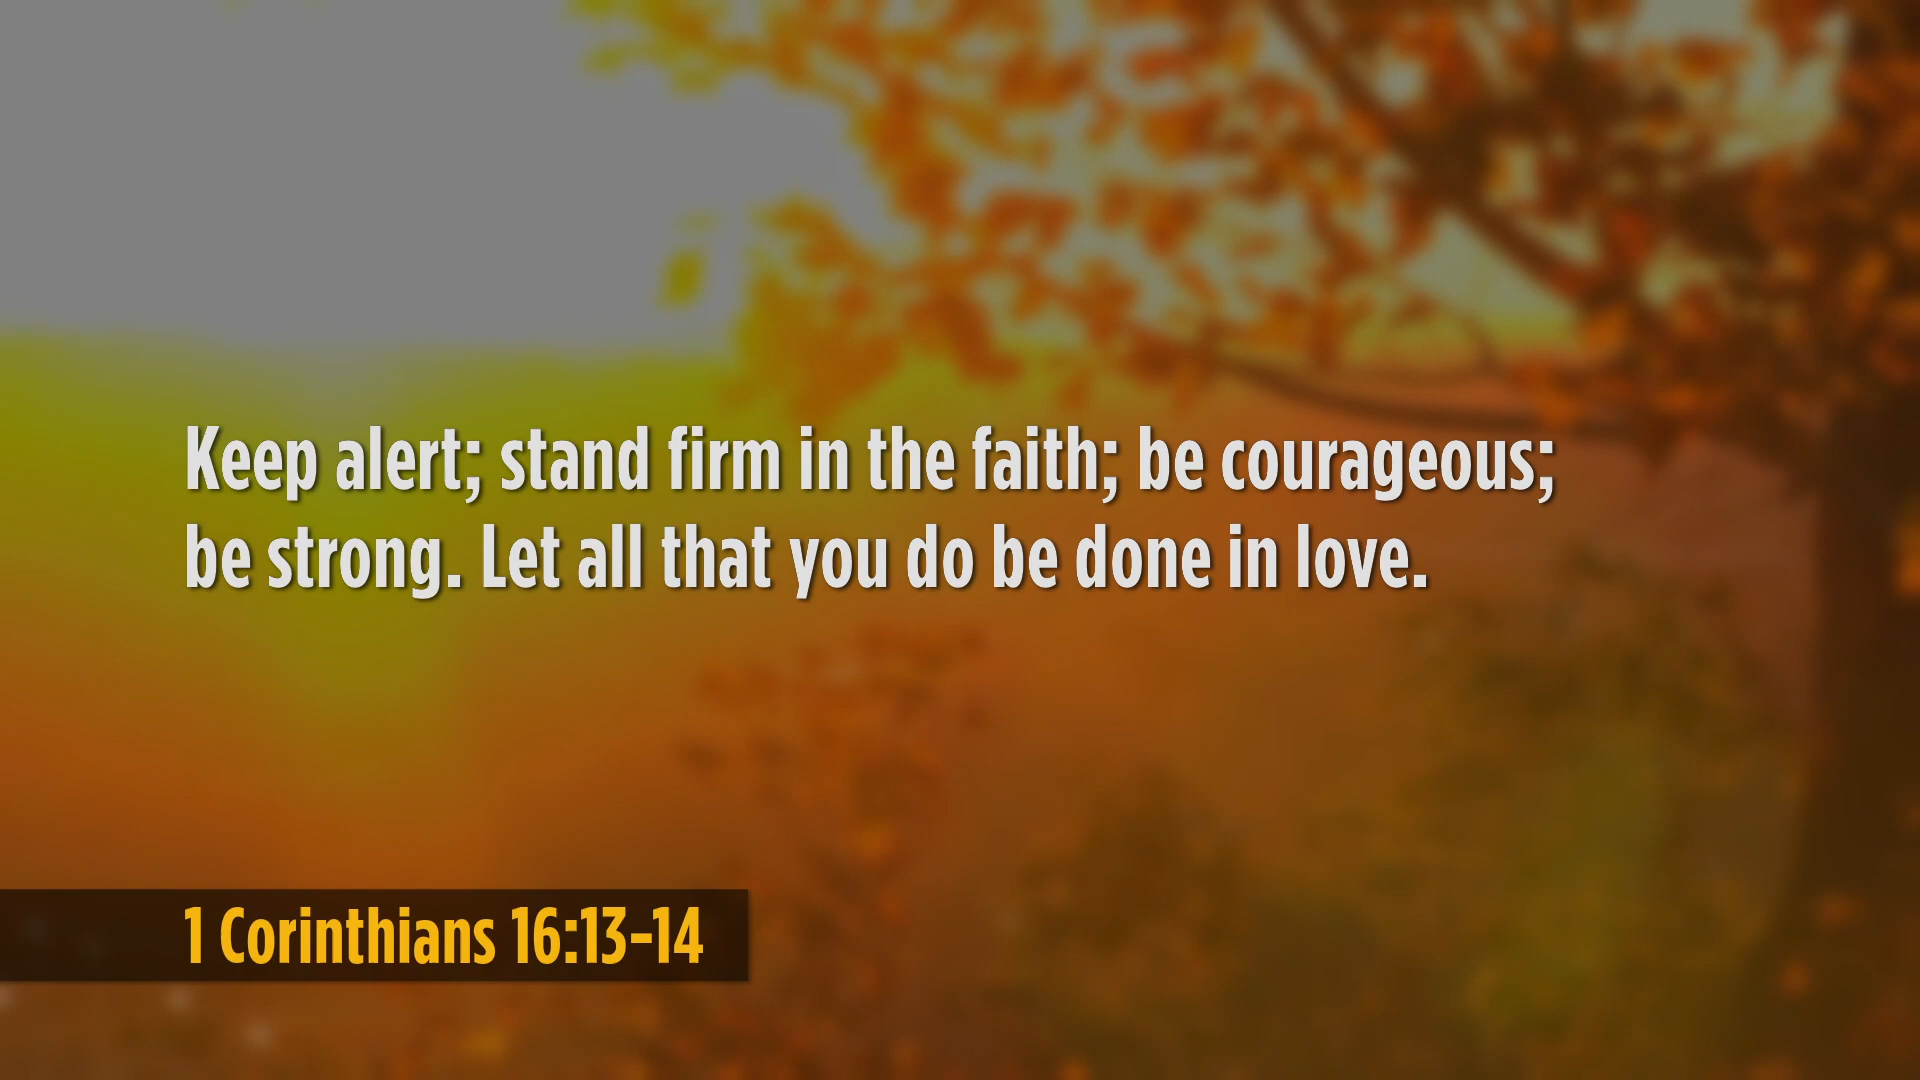 Keep alert; stand firm in the faith; be courageous;
be strong. Let all that you do be done in love.
1 Corinthians 16:13-14